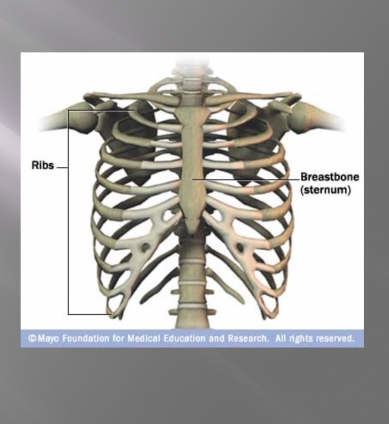 Ribs
Breastbone
(sternum)
©Mayo Foundation for Medical Education and Research. All rights reserved.